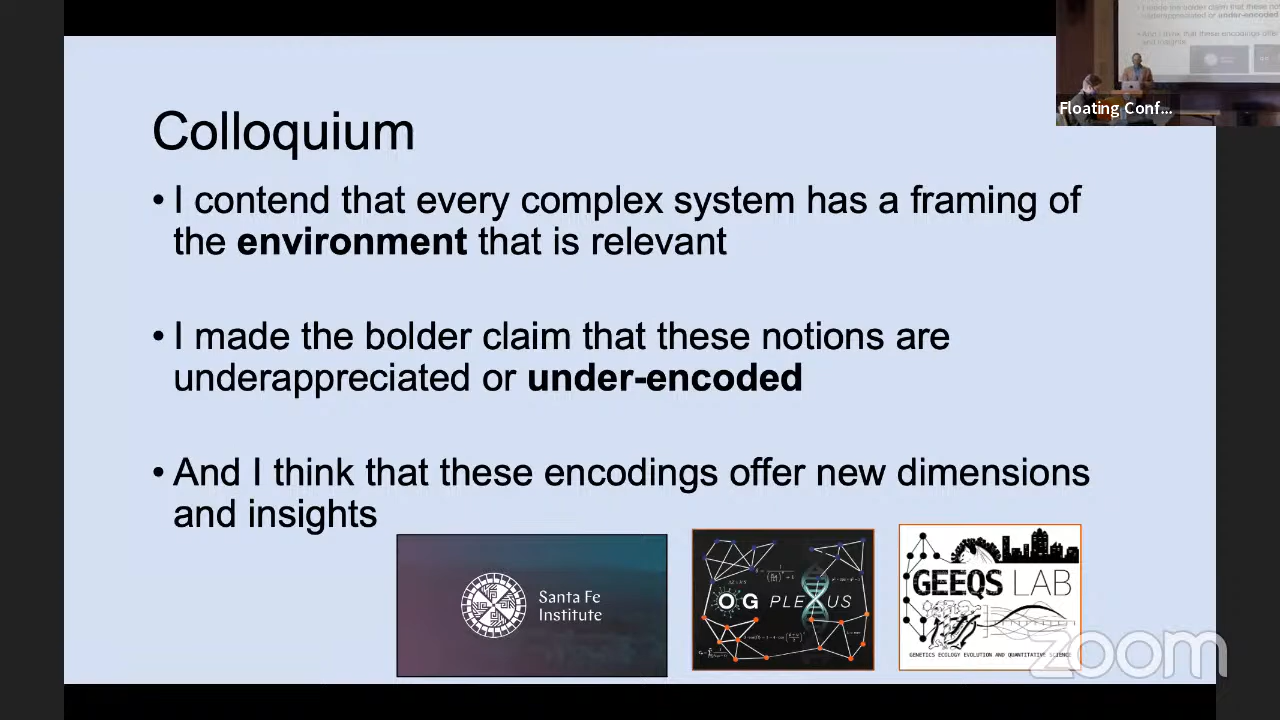 Colloquium
• I contend that every complex system has a framing of
the environment that is relevant
• I made the bolder claim that these notions are
underappreciated or under-encoded
• And I think that these encodings offer new dimensions
and insights
Floating Conf...
Santa Fe
Institute
OG PLEXUS
GEEQS LAB
GENETICS ECOLOGY EVOLUTION AND QUANTITATIVE SCIENCE
zoom